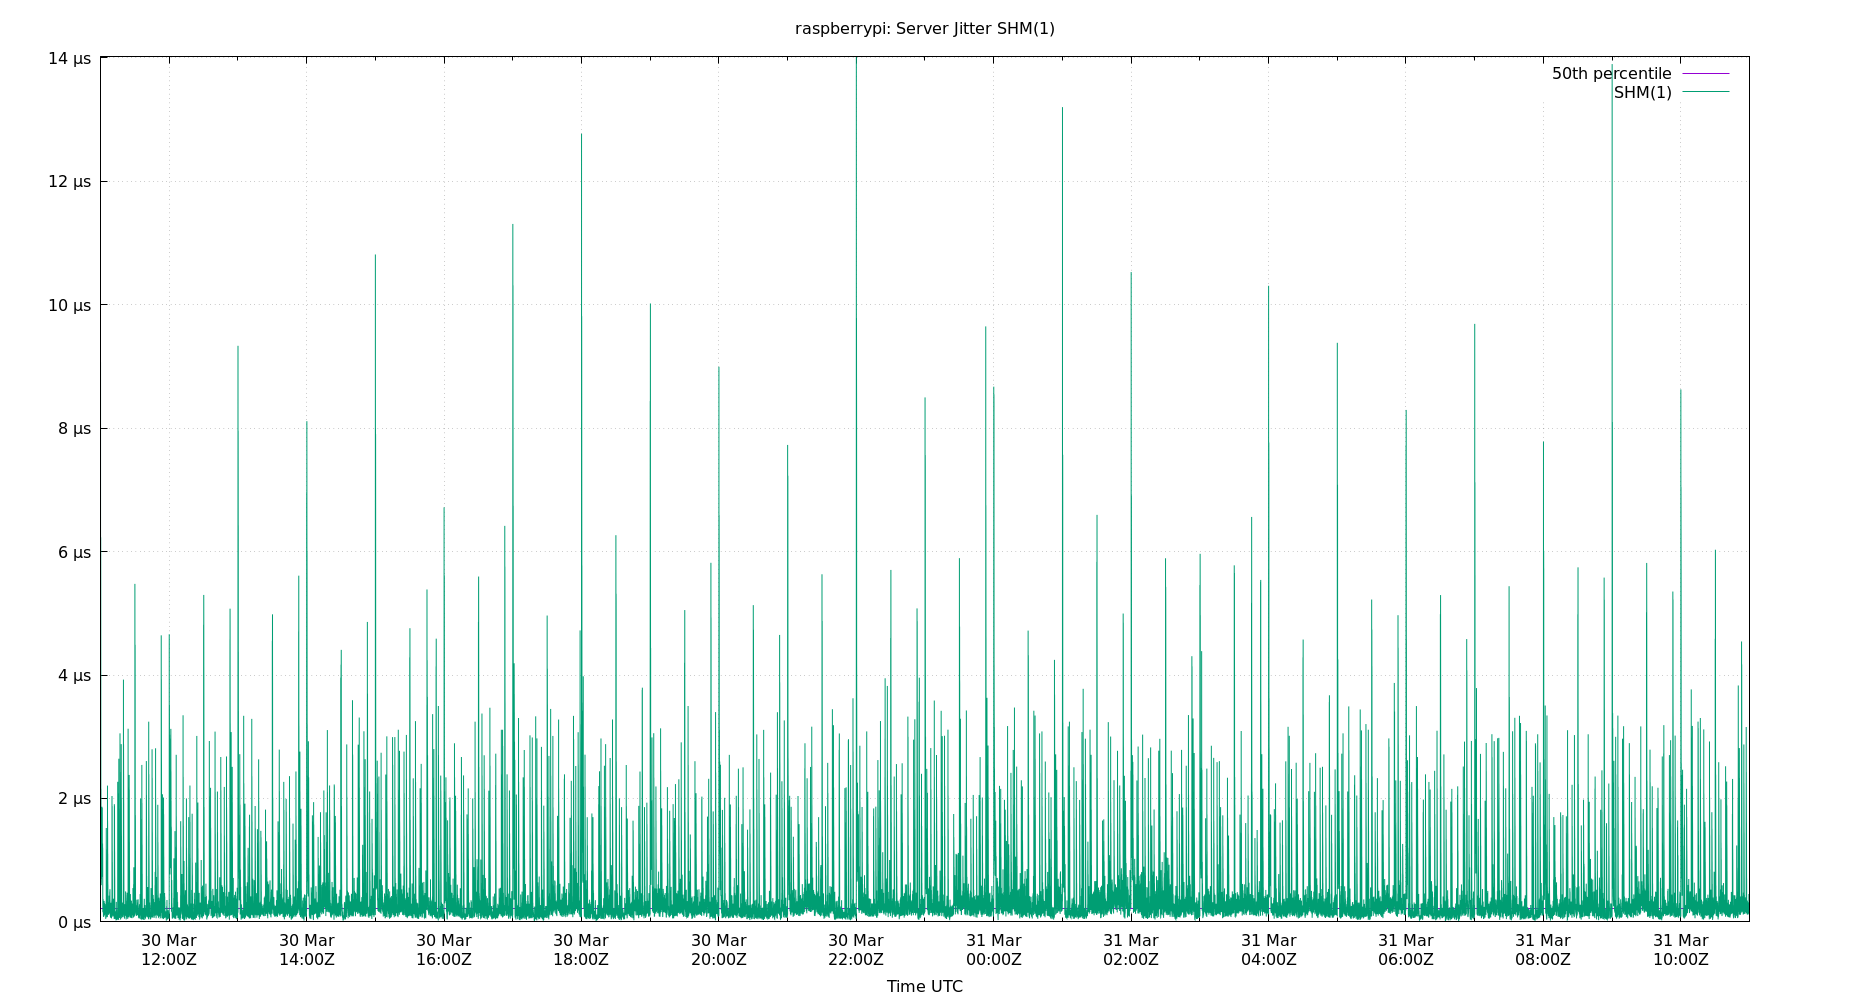 raspberrypi: Server Jitter SHM(1)
14 µs
50th percentile
SHM(1)
12 µs
10 µs
8 µs
6 µs
4 µs
2 µs
0 µs
30 Mar 30 Mar 30 Mar 30 Mar 30 Mar 30 Mar 31 Mar 31 Mar 31 Mar 31 Mar 31 Mar 31 Mar
12:00Z 14:00Z 16:00Z 18:00Z 20:00Z 22:00Z 00:00Z 02:00Z 04:00Z 06:00Z 08:00Z 10:00Z
Time UTC